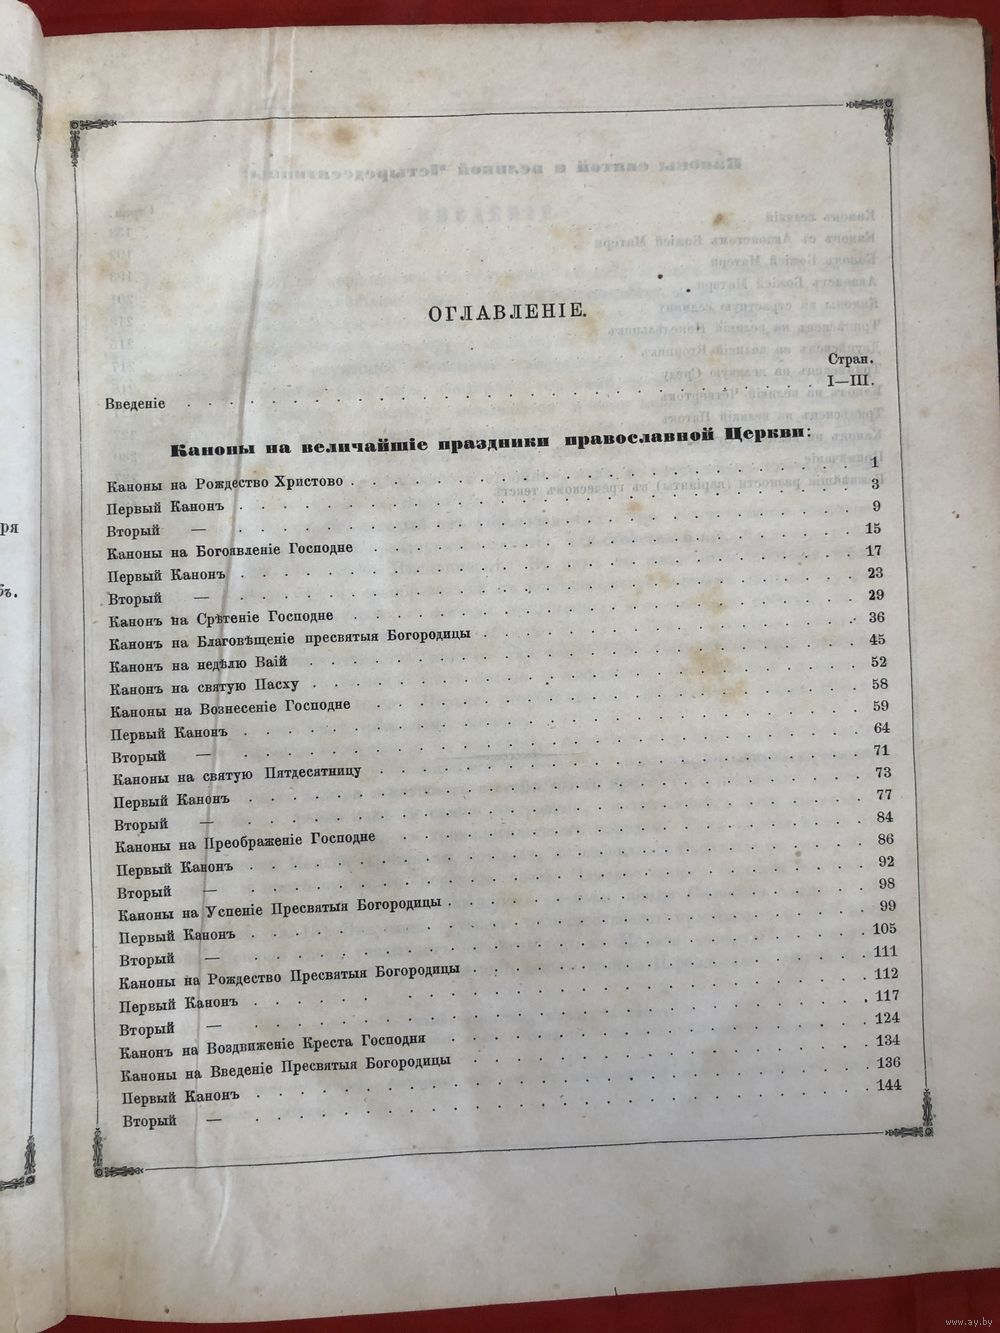 ОГЛАВЛЕНІЕ.
Стран.
Введеніе . . . . . . . . . . . . . . . . . . . . . . . . . . . . . I—III.
Каноны на величайшіе праздники православной Церкви:
Каноны на Рождество Христово . . . . . . . . . . . . . . . . . . . . 1
Первый Канонъ . . . . . . . . . . . . . . . . . . . . . . . . . . 3
Вторый — . . . . . . . . . . . . . . . . . . . . . . . . . . 9
Каноны на Богоявленіе Господне . . . . . . . . . . . . . . . . . . . 15
Первый Канонъ . . . . . . . . . . . . . . . . . . . . . . . . . . 17
Вторый — . . . . . . . . . . . . . . . . . . . . . . . . . . 23
Канонъ на Срѣтеніе Господне . . . . . . . . . . . . . . . . . . . . 29
Канонъ на Благовѣщеніе пресвятыя Богородицы . . . . . . . . . . . . . . 36
Канонъ на недѣлю Ваій . . . . . . . . . . . . . . . . . . . . . . 45
Канонъ на святую Пасху . . . . . . . . . . . . . . . . . . . . . . 52
Каноны на Вознесеніе Господне . . . . . . . . . . . . . . . . . . . 58
Первый Канонъ . . . . . . . . . . . . . . . . . . . . . . . . . . 59
Вторый — . . . . . . . . . . . . . . . . . . . . . . . . . . 64
Каноны на святую Пятдесятницу . . . . . . . . . . . . . . . . . . . 71
Первый Канонъ . . . . . . . . . . . . . . . . . . . . . . . . . . 73
Вторый — . . . . . . . . . . . . . . . . . . . . . . . . . . 77
Каноны на Преображеніе Господне . . . . . . . . . . . . . . . . . . 84
Первый Канонъ . . . . . . . . . . . . . . . . . . . . . . . . . . 86
Вторый — . . . . . . . . . . . . . . . . . . . . . . . . . . 92
Каноны на Успеніе Пресвятыя Богородицы . . . . . . . . . . . . . . . . 98
Первый Канонъ . . . . . . . . . . . . . . . . . . . . . . . . . . 99
Вторый — . . . . . . . . . . . . . . . . . . . . . . . . . . 105
Каноны на Рождество Пресвятыя Богородицы . . . . . . . . . . . . . . . 111
Первый Канонъ . . . . . . . . . . . . . . . . . . . . . . . . . . 112
Вторый — . . . . . . . . . . . . . . . . . . . . . . . . . . 117
Канонъ на Воздвиженіе Креста Господня . . . . . . . . . . . . . . . . 124
Каноны на Введеніе Пресвятыя Богородицы . . . . . . . . . . . . . . . 134
Первый Канонъ . . . . . . . . . . . . . . . . . . . . . . . . . . 136
Вторый — . . . . . . . . . . . . . . . . . . . . . . . . . . 144
ря
ъ.
www.ay.by